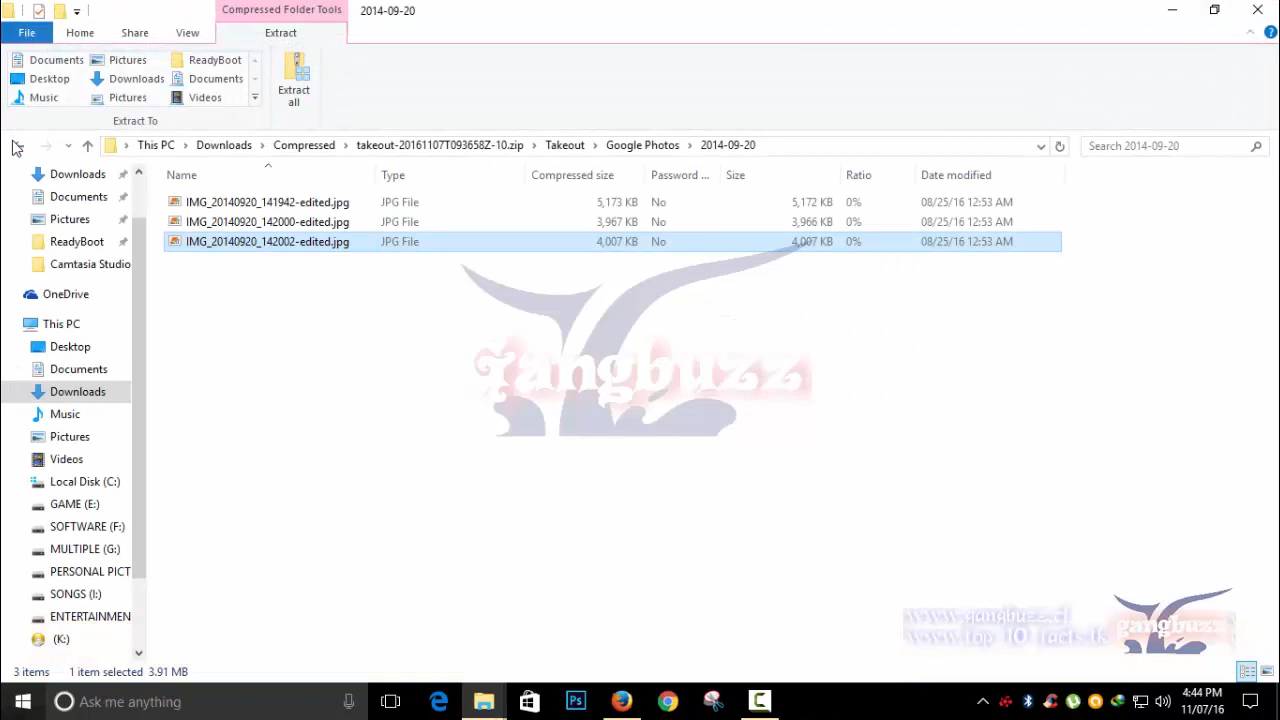 Compressed Folder Tools 2014-09-20
File Home Share View Extract
Documents Pictures ReadyBoot
Desktop Downloads Documents
Music Pictures Videos
Extract all
Extract To
This PC Downloads Compressed takeout-20161107T093658Z-10.zip Takeout Google Photos 2014-09-20 Search 2014-09-20
Name Type Compressed size Password ... Size Ratio Date modified
IMG_20140920_141942-edited.jpg JPG File 5,173 KB No 5,172 KB 0% 08/25/16 12:53 AM
IMG_20140920_142000-edited.jpg JPG File 3,967 KB No 3,966 KB 0% 08/25/16 12:53 AM
IMG_20140920_142002-edited.jpg JPG File 4,007 KB No 4,007 KB 0% 08/25/16 12:53 AM
Downloads
Documents
Pictures
ReadyBoot
Camtasia Studio
OneDrive
This PC
Desktop
Documents
Downloads
Music
Pictures
Videos
Local Disk (C:)
GAME (E:)
SOFTWARE (F:)
MULTIPLE (G:)
PERSONAL PICT
SONGS (I:)
ENTERTAINMEN
(K:)
gangbuzz
gangbuzz
3 items 1 item selected 3.91 MB
Ask me anything
4:44 PM
11/07/16